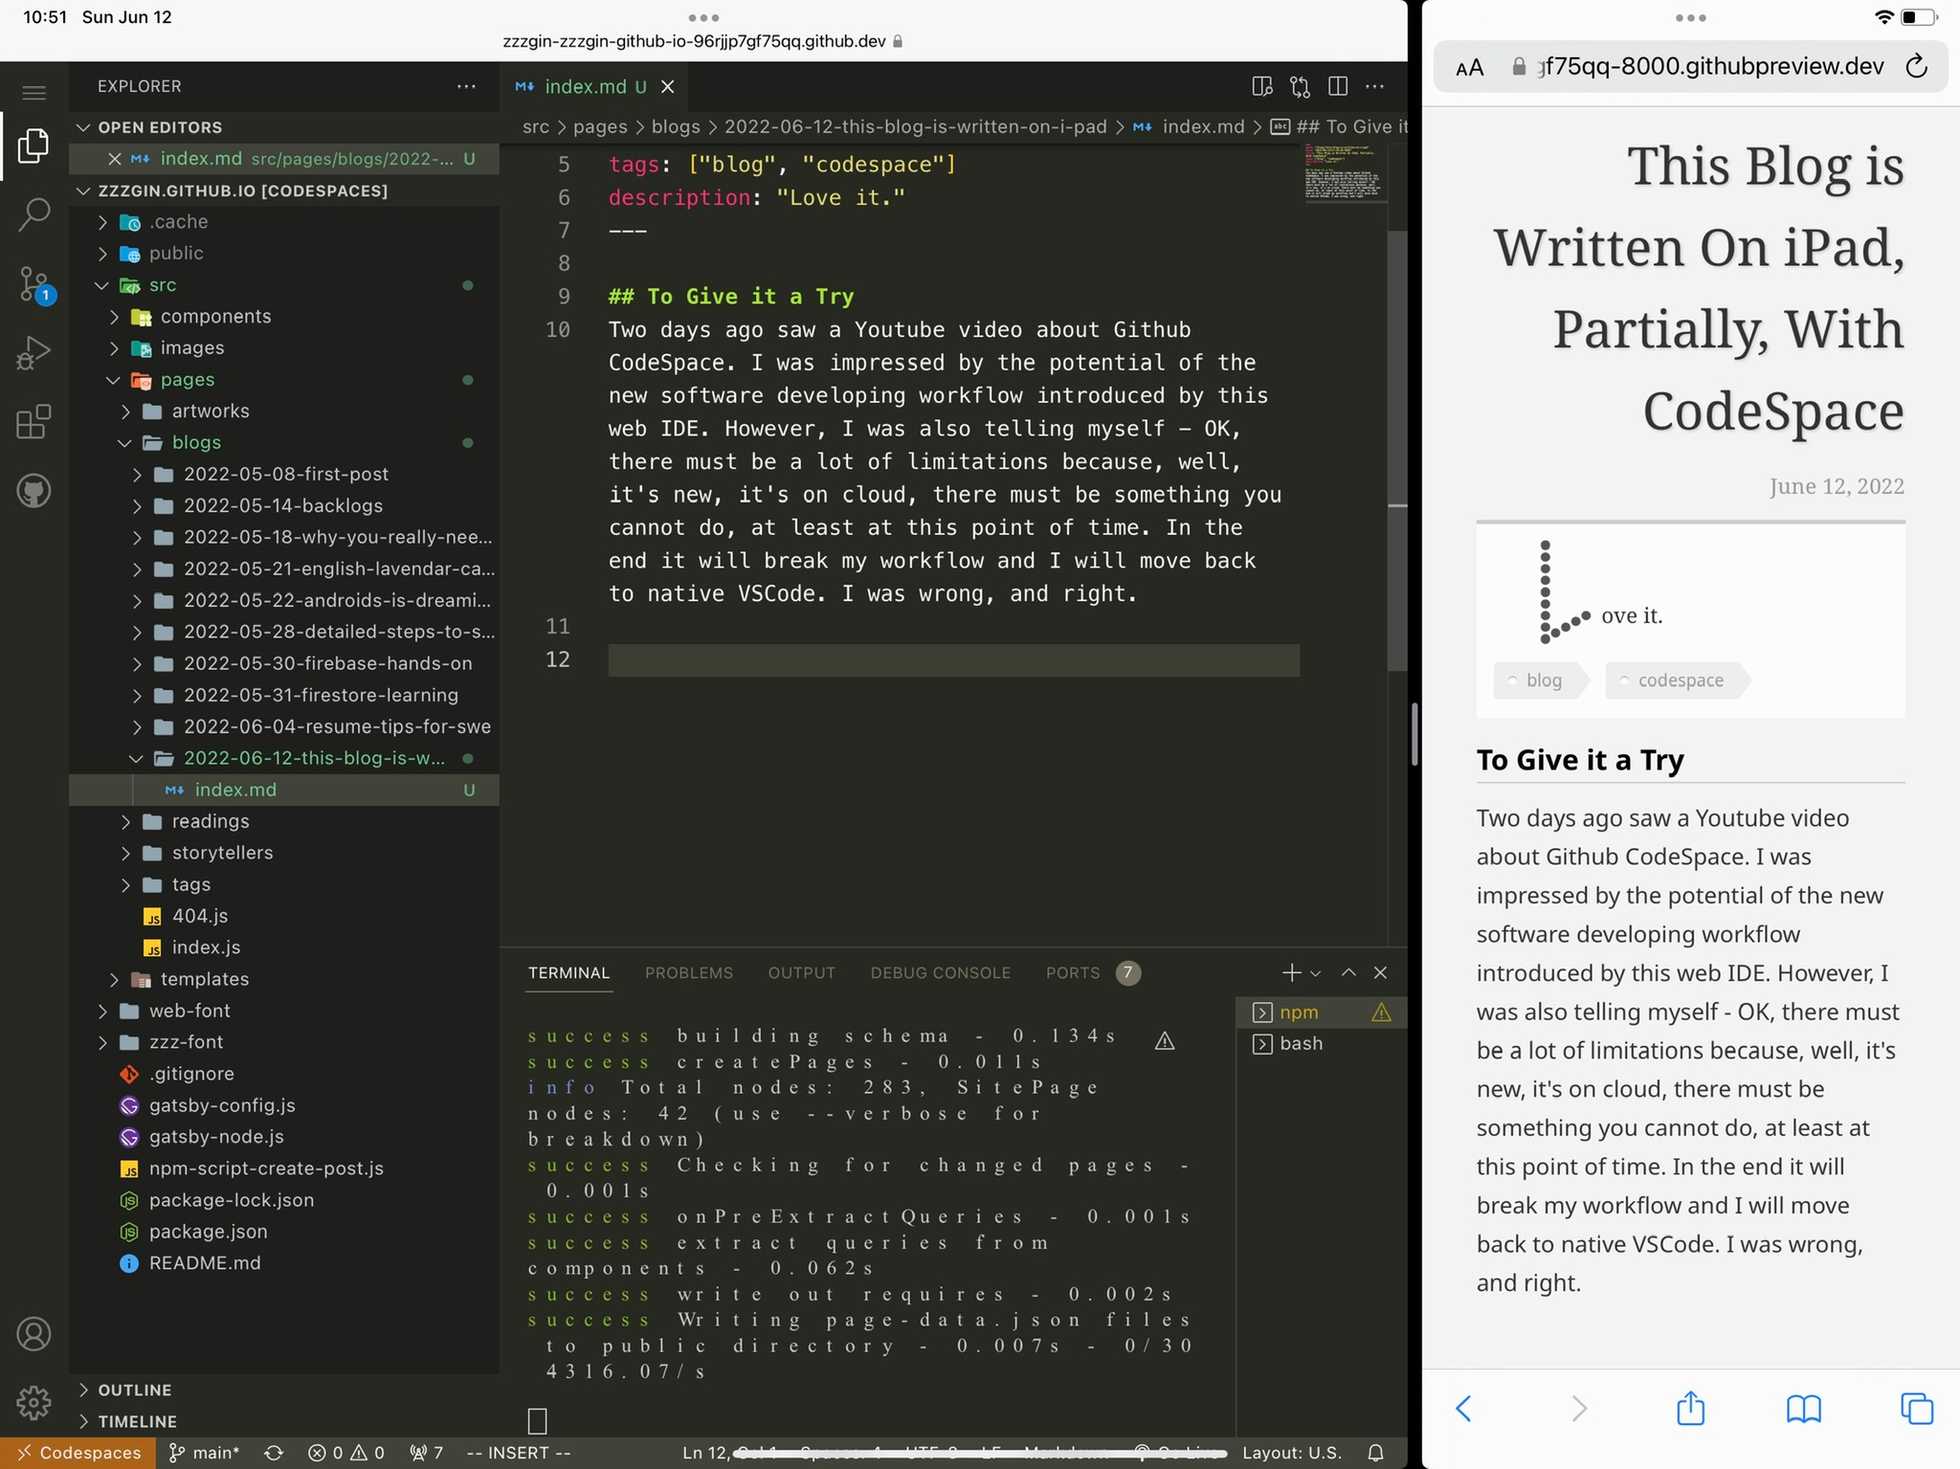 10:51 Sun Jun 12
zzzgin-zzzgin-github-io-96rjjp7gf75qq.github.dev
EXPLORER
OPEN EDITORS
index.md src/pages/blogs/2022-... U
ZZZGIN.GITHUB.IO [CODESPACES]
.cache
public
src
components
images
pages
artworks
blogs
2022-05-08-first-post
2022-05-14-backlogs
2022-05-18-why-you-really-nee...
2022-05-21-english-lavendar-ca...
2022-05-22-androids-is-dreami...
2022-05-28-detailed-steps-to-s...
2022-05-30-firebase-hands-on
2022-05-31-firestore-learning
2022-06-04-resume-tips-for-swe
2022-06-12-this-blog-is-w...
index.md U
readings
storytellers
tags
404.js
index.js
templates
web-font
zzz-font
.gitignore
gatsby-config.js
gatsby-node.js
npm-script-create-post.js
package-lock.json
package.json
README.md
OUTLINE
TIMELINE
1
index.md U
src > pages > blogs > 2022-06-12-this-blog-is-written-on-i-pad > index.md > ## To Give it
5 tags: ["blog", "codespace"]
6 description: "Love it."
7 ---
8
9 ## To Give it a Try
10 Two days ago saw a Youtube video about Github
CodeSpace. I was impressed by the potential of the
new software developing workflow introduced by this
web IDE. However, I was also telling myself – OK,
there must be a lot of limitations because, well,
it's new, it's on cloud, there must be something you
cannot do, at least at this point of time. In the
end it will break my workflow and I will move back
to native VSCode. I was wrong, and right.
11
12
TERMINAL PROBLEMS OUTPUT DEBUG CONSOLE PORTS 7
success building schema - 0.134s
success createPages - 0.011s
info Total nodes: 283, SitePage
nodes: 42 (use --verbose for
breakdown)
success Checking for changed pages -
0.001s
success onPreExtractQueries - 0.001s
success extract queries from
components - 0.062s
success write out requires - 0.002s
success Writing page-data.json files
to public directory - 0.007s - 0/30
4316.07/s
npm
bash
Codespaces main* 0 0 7 -- INSERT -- Ln 12, Layout: U.S.
AA gf75qq-8000.githubpreview.dev
This Blog is
Written On iPad,
Partially, With
CodeSpace
June 12, 2022
Love it.
blog codespace
To Give it a Try
Two days ago saw a Youtube video
about Github CodeSpace. I was
impressed by the potential of the new
software developing workflow
introduced by this web IDE. However, I
was also telling myself - OK, there must
be a lot of limitations because, well, it's
new, it's on cloud, there must be
something you cannot do, at least at
this point of time. In the end it will
break my workflow and I will move
back to native VSCode. I was wrong,
and right.